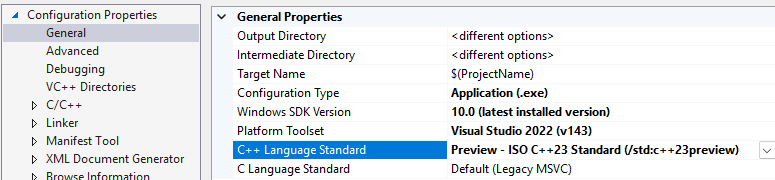 Configuration Properties
General
Advanced
Debugging
VC++ Directories
C/C++
Linker
Manifest Tool
XML Document Generator
Browse Information
General Properties
Output Directory <different options>
Intermediate Directory <different options>
Target Name $(ProjectName)
Configuration Type Application (.exe)
Windows SDK Version 10.0 (latest installed version)
Platform Toolset Visual Studio 2022 (v143)
C++ Language Standard Preview - ISO C++23 Standard (/std:c++23preview)
C Language Standard Default (Legacy MSVC)